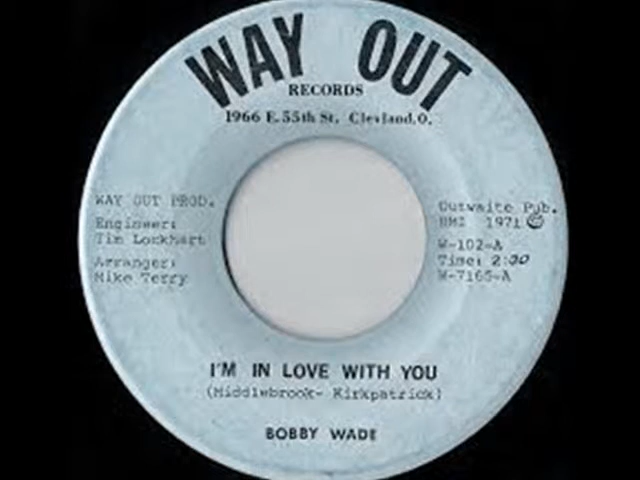 WAY OUT
RECORDS
1966 E. 55th St. Cleveland, O.
WAY OUT PROD.
Engineer:
Tim Lockhart
Arranger:
Mike Terry
Outwaite Pub.
BMI 1971 ©
W-102-A
Time: 2:30
W-7165-A
I'M IN LOVE WITH YOU
(Middlebrook- Kirkpatrick)
BOBBY WADE